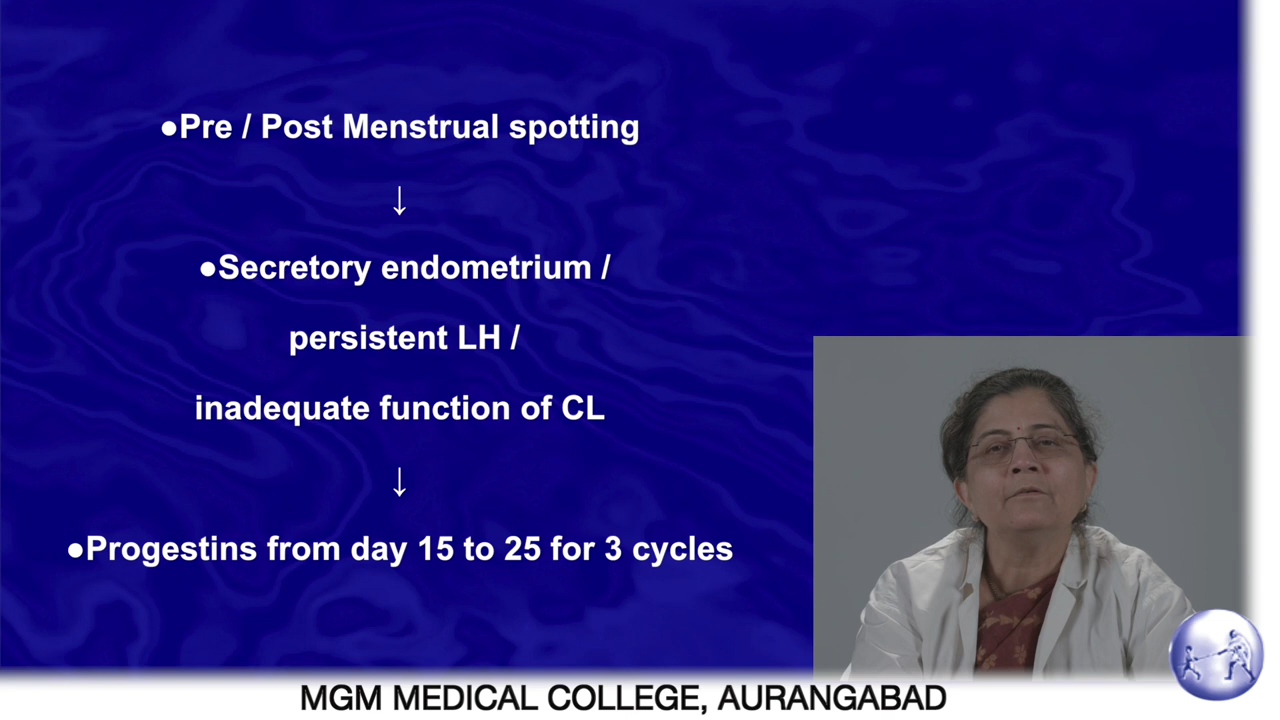 ●Pre / Post Menstrual spotting
↓
●Secretory endometrium /
persistent LH /
inadequate function of CL
↓
●Progestins from day 15 to 25 for 3 cycles
MGM MEDICAL COLLEGE, AURANGABAD